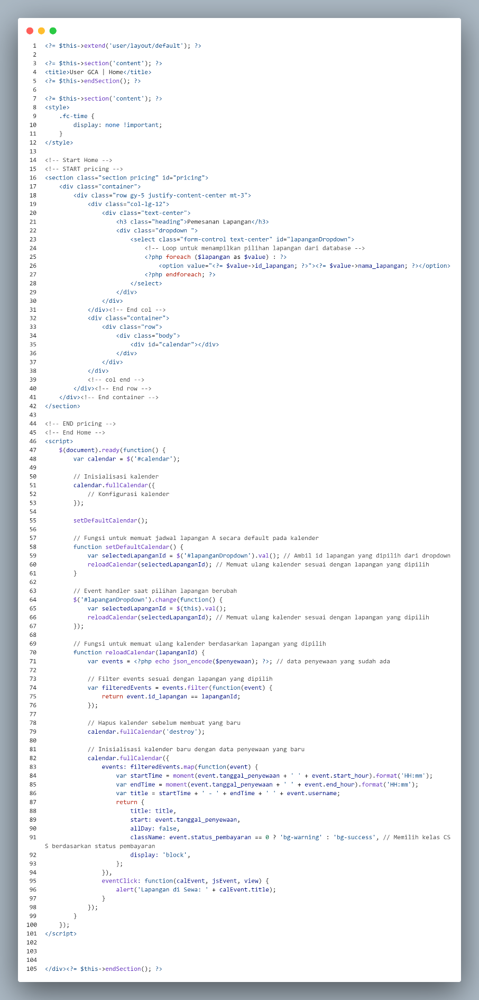 1 <?= $this->extend('user/layout/default'); ?>
2
3 <?= $this->section('content'); ?>
4 <title>User GCA | Home</title>
5 <?= $this->endSection(); ?>
6
7 <?= $this->section('content'); ?>
8 <style>
9     .fc-time {
10         display: none !important;
11     }
12 </style>
13
14 <!-- Start Home -->
15 <!-- START pricing -->
16 <section class="section pricing" id="pricing">
17     <div class="container">
18         <div class="row gy-5 justify-content-center mt-3">
19             <div class="col-lg-12">
20                 <div class="text-center">
21                     <h3 class="heading">Pemesanan Lapangan</h3>
22                     <div class="dropdown ">
23                         <select class="form-control text-center" id="lapanganDropdown">
24                             <!-- Loop untuk menampilkan pilihan lapangan dari database -->
25                             <?php foreach ($lapangan as $value) : ?>
26                                 <option value="<?= $value->id_lapangan; ?>"><?= $value->nama_lapangan; ?></option>
27                             <?php endforeach; ?>
28                         </select>
29                     </div>
30                 </div>
31             </div><!-- End col -->
32             <div class="container">
33                 <div class="row">
34                     <div class="body">
35                         <div id="calendar"></div>
36                     </div>
37                 </div>
38             </div>
39             <!-- col end -->
40         </div><!-- End row -->
41     </div><!-- End container -->
42 </section>
43
44 <!-- END pricing -->
45 <!-- End Home -->
46 <script>
47     $(document).ready(function() {
48         var calendar = $('#calendar');
49
50         // Inisialisasi kalender
51         calendar.fullCalendar({
52             // Konfigurasi kalender
53         });
54
55         setDefaultCalendar();
56
57         // Fungsi untuk memuat jadwal lapangan A secara default pada kalender
58         function setDefaultCalendar() {
59             var selectedLapanganId = $('#lapanganDropdown').val(); // Ambil id lapangan yang dipilih dari dropdown
60             reloadCalendar(selectedLapanganId); // Memuat ulang kalender sesuai dengan lapangan yang dipilih
61         }
62
63         // Event handler saat pilihan lapangan berubah
64         $('#lapanganDropdown').change(function() {
65             var selectedLapanganId = $(this).val();
66             reloadCalendar(selectedLapanganId); // Memuat ulang kalender sesuai dengan lapangan yang dipilih
67         });
68
69         // Fungsi untuk memuat ulang kalender berdasarkan lapangan yang dipilih
70         function reloadCalendar(lapanganId) {
71             var events = <?php echo json_encode($penyewaan); ?>; // data penyewaan yang sudah ada
72
73             // Filter events sesuai dengan lapangan yang dipilih
74             var filteredEvents = events.filter(function(event) {
75                 return event.id_lapangan == lapanganId;
76             });
77
78             // Hapus kalender sebelum membuat yang baru
79             calendar.fullCalendar('destroy');
80
81             // Inisialisasi kalender baru dengan data penyewaan yang baru
82             calendar.fullCalendar({
83                 events: filteredEvents.map(function(event) {
84                     var startTime = moment(event.tanggal_penyewaan + ' ' + event.start_hour).format('HH:mm');
85                     var endTime = moment(event.tanggal_penyewaan + ' ' + event.end_hour).format('HH:mm');
86                     var title = startTime + ' - ' + endTime + ' ' + event.username;
87                     return {
88                         title: title,
89                         start: event.tanggal_penyewaan,
90                         allDay: false,
91                         className: event.status_pembayaran == 0 ? 'bg-warning' : 'bg-success', // Memilih kelas CS
S berdasarkan status pembayaran
92                         display: 'block',
93                     };
94                 }),
95                 eventClick: function(calEvent, jsEvent, view) {
96                     alert('Lapangan di Sewa: ' + calEvent.title);
97                 }
98             });
99         }
100     });
101 </script>
102
103
104
105 </div><?= $this->endSection(); ?>